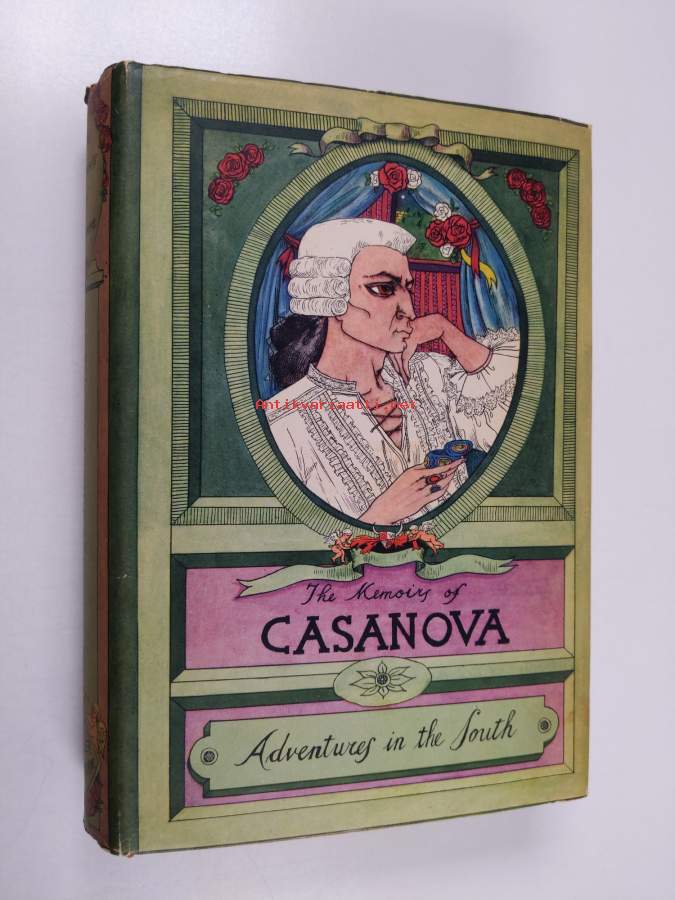 Antikvariaatti.net
The Memoirs of
CASANOVA
Adventures in the South